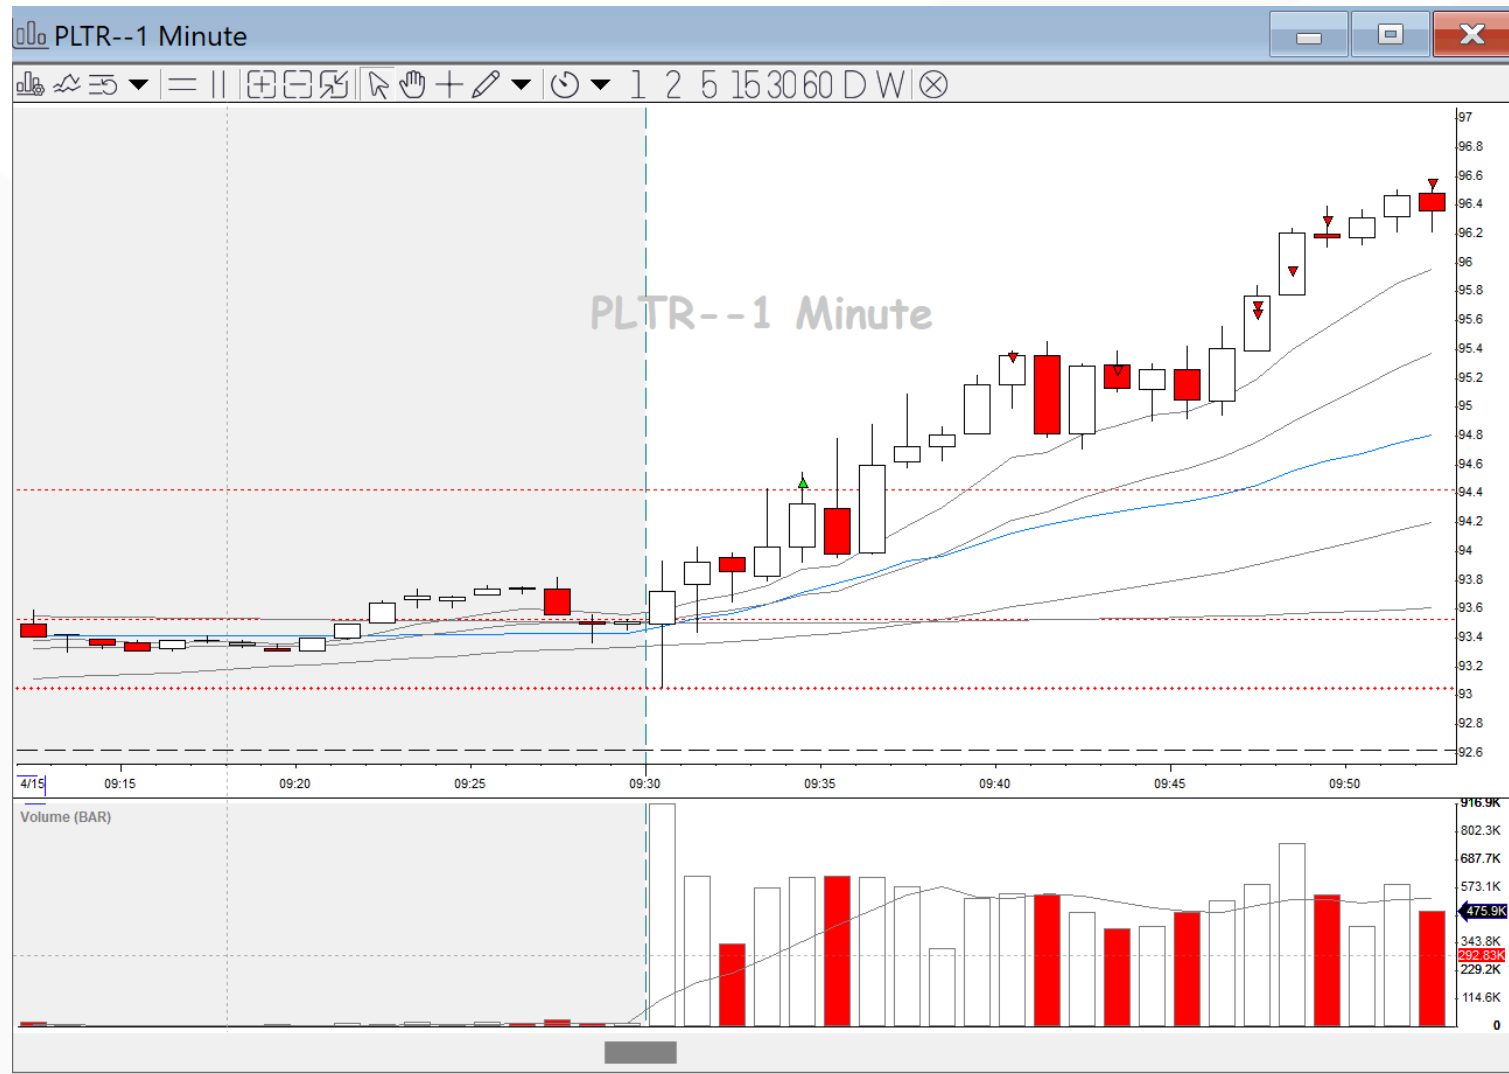 PLTR--1 Minute
1 2 5 15 30 60 D W
PLTR--1 Minute
97
96.8
96.6
96.4
96.2
96
95.8
95.6
95.4
95.2
95
94.8
94.6
94.4
94.2
94
93.8
93.6
93.4
93.2
93
92.8
92.6
4/15 09:15 09:20 09:25 09:30 09:35 09:40 09:45 09:50
Volume (BAR)
916.9K
802.3K
687.7K
573.1K
475.9K
343.8K
292.83K
229.2K
114.6K
0